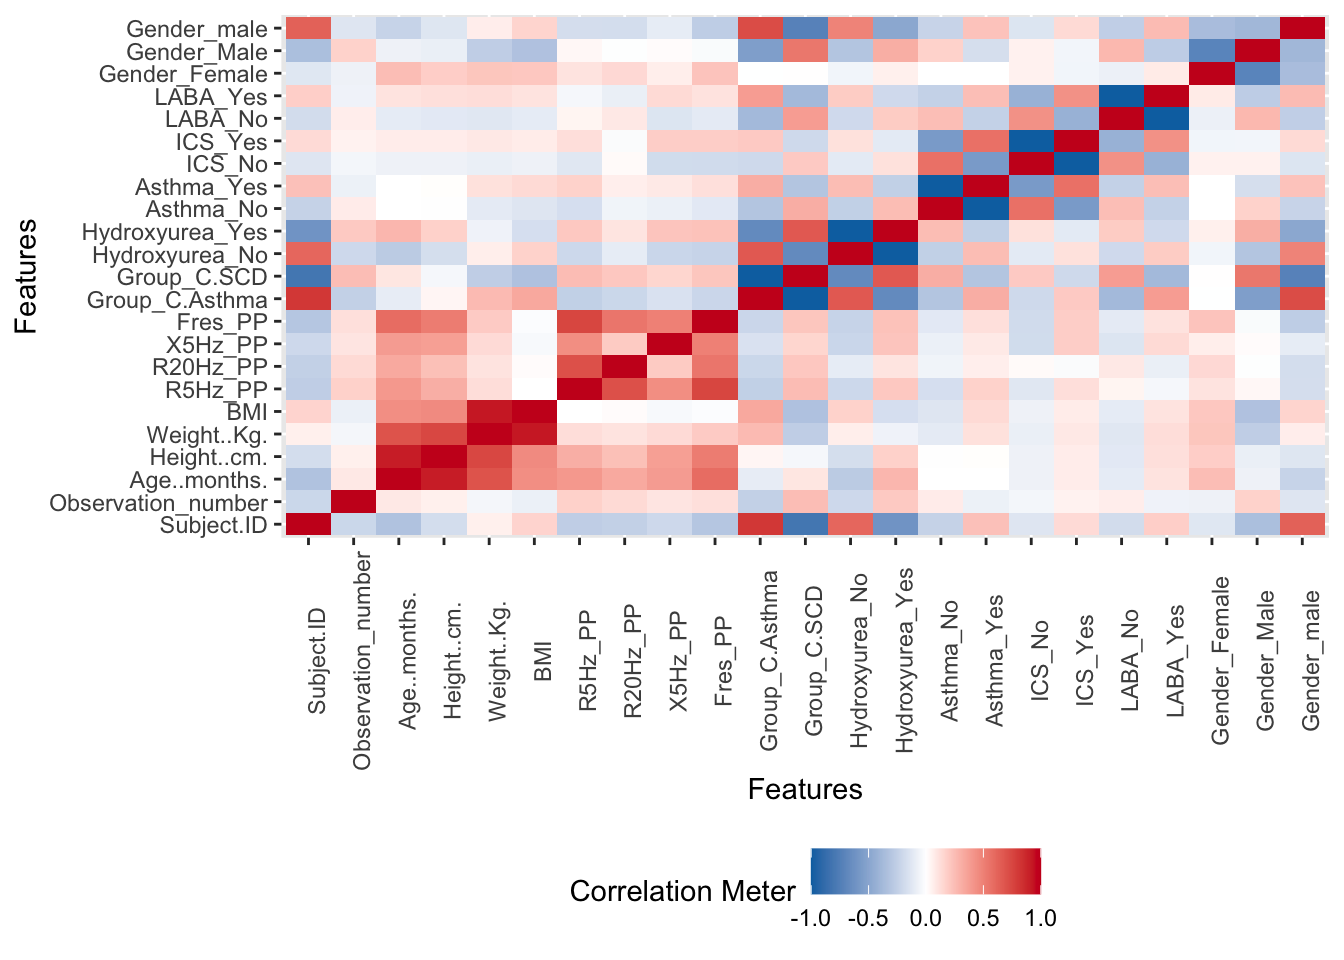 Features
Gender_male
Gender_Male
Gender_Female
LABA_Yes
LABA_No
ICS_Yes
ICS_No
Asthma_Yes
Asthma_No
Hydroxyurea_Yes
Hydroxyurea_No
Group_C.SCD
Group_C.Asthma
Fres_PP
X5Hz_PP
R20Hz_PP
R5Hz_PP
BMI
Weight..Kg.
Height..cm.
Age..months.
Observation_number
Subject.ID
Subject.ID
Observation_number
Age..months.
Height..cm.
Weight..Kg.
BMI
R5Hz_PP
R20Hz_PP
X5Hz_PP
Fres_PP
Group_C.Asthma
Group_C.SCD
Hydroxyurea_No
Hydroxyurea_Yes
Asthma_No
Asthma_Yes
ICS_No
ICS_Yes
LABA_No
LABA_Yes
Gender_Female
Gender_Male
Gender_male
Features
Correlation Meter
-1.0 -0.5 0.0 0.5 1.0